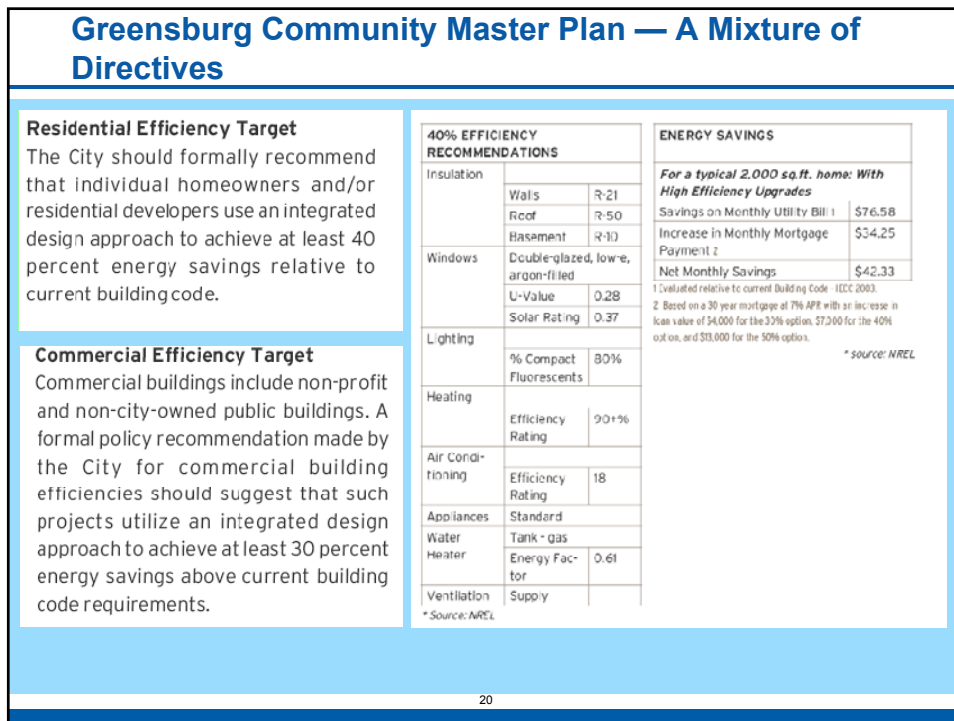 Greensburg Community Master Plan — A Mixture of
Directives
Residential Efficiency Target
The City should formally recommend
that individual homeowners and/or
residential developers use an integrated
design approach to achieve at least 40
percent energy savings relative to
current building code.
Commercial Efficiency Target
Commercial buildings include non-profit
and non-city-owned public buildings. A
formal policy recommendation made by
the City for commercial building
efficiencies should suggest that such
projects utilize an integrated design
approach to achieve at least 30 percent
energy savings above current building
code requirements.
40% EFFICIENCY
RECOMMENDATIONS
Insulation
Walls R-21
Roof R-50
Basement R-10
Windows Double-glazed, low-e,
argon-filled
U-Value 0.28
Solar Rating 0.37
Lighting
% Compact 80%
Fluorescents
Heating
Efficiency 90+%
Rating
Air Condi-
tioning Efficiency 18
Rating
Appliances Standard
Water Tank - gas
Heater Energy Fac- 0.61
tor
Ventilation Supply
* Source: NREL
ENERGY SAVINGS
For a typical 2,000 sq.ft. home: With
High Efficiency Upgrades
Savings on Monthly Utility Bill 1 $76.58
Increase in Monthly Mortgage $34.25
Payment 2
Net Monthly Savings $42.33
1 Evaluated relative to current Building Code - IECC 2003.
2 Based on a 30 year mortgage at 7% APR with an increase in
loan value of $4,000 for the 30% option, $7,000 for the 40%
option, and $13,000 for the 50% option.
* source: NREL
20